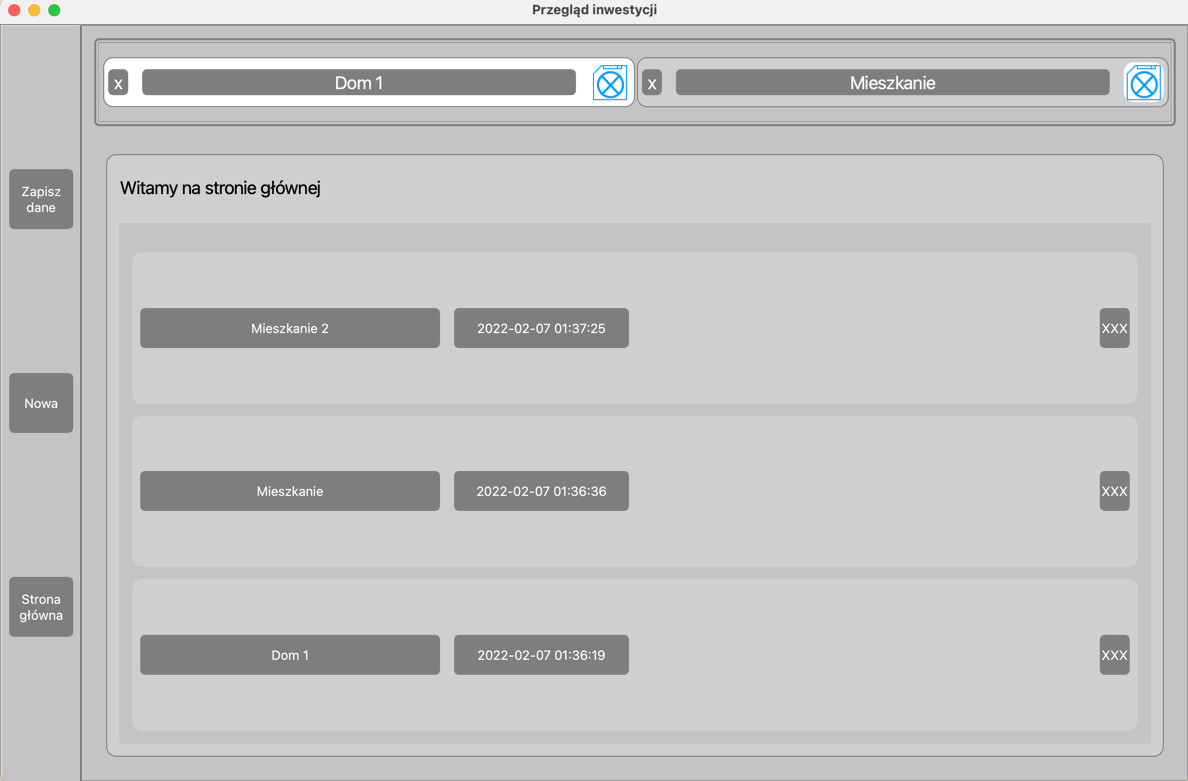 Przegląd inwestycji
x Dom 1 x Mieszkanie
Witamy na stronie głównej
Zapisz
dane
Mieszkanie 2 2022-02-07 01:37:25 XXX
Nowa
Mieszkanie 2022-02-07 01:36:36 XXX
Strona
główna
Dom 1 2022-02-07 01:36:19 XXX